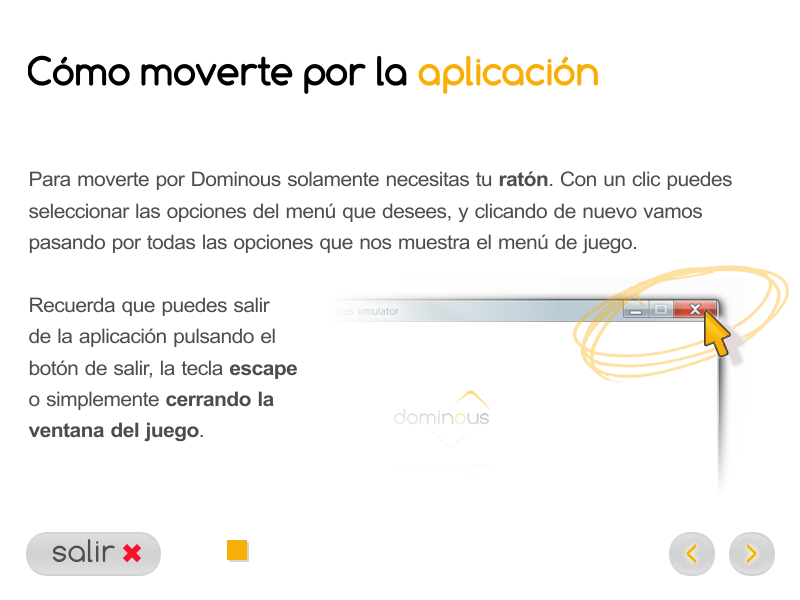 Cómo moverte por la aplicación
Para moverte por Dominous solamente necesitas tu ratón. Con un clic puedes
seleccionar las opciones del menú que desees, y clicando de nuevo vamos
pasando por todas las opciones que nos muestra el menú de juego.
Recuerda que puedes salir
de la aplicación pulsando el
botón de salir, la tecla escape
o simplemente cerrando la
ventana del juego.
simulator
dominous
salir